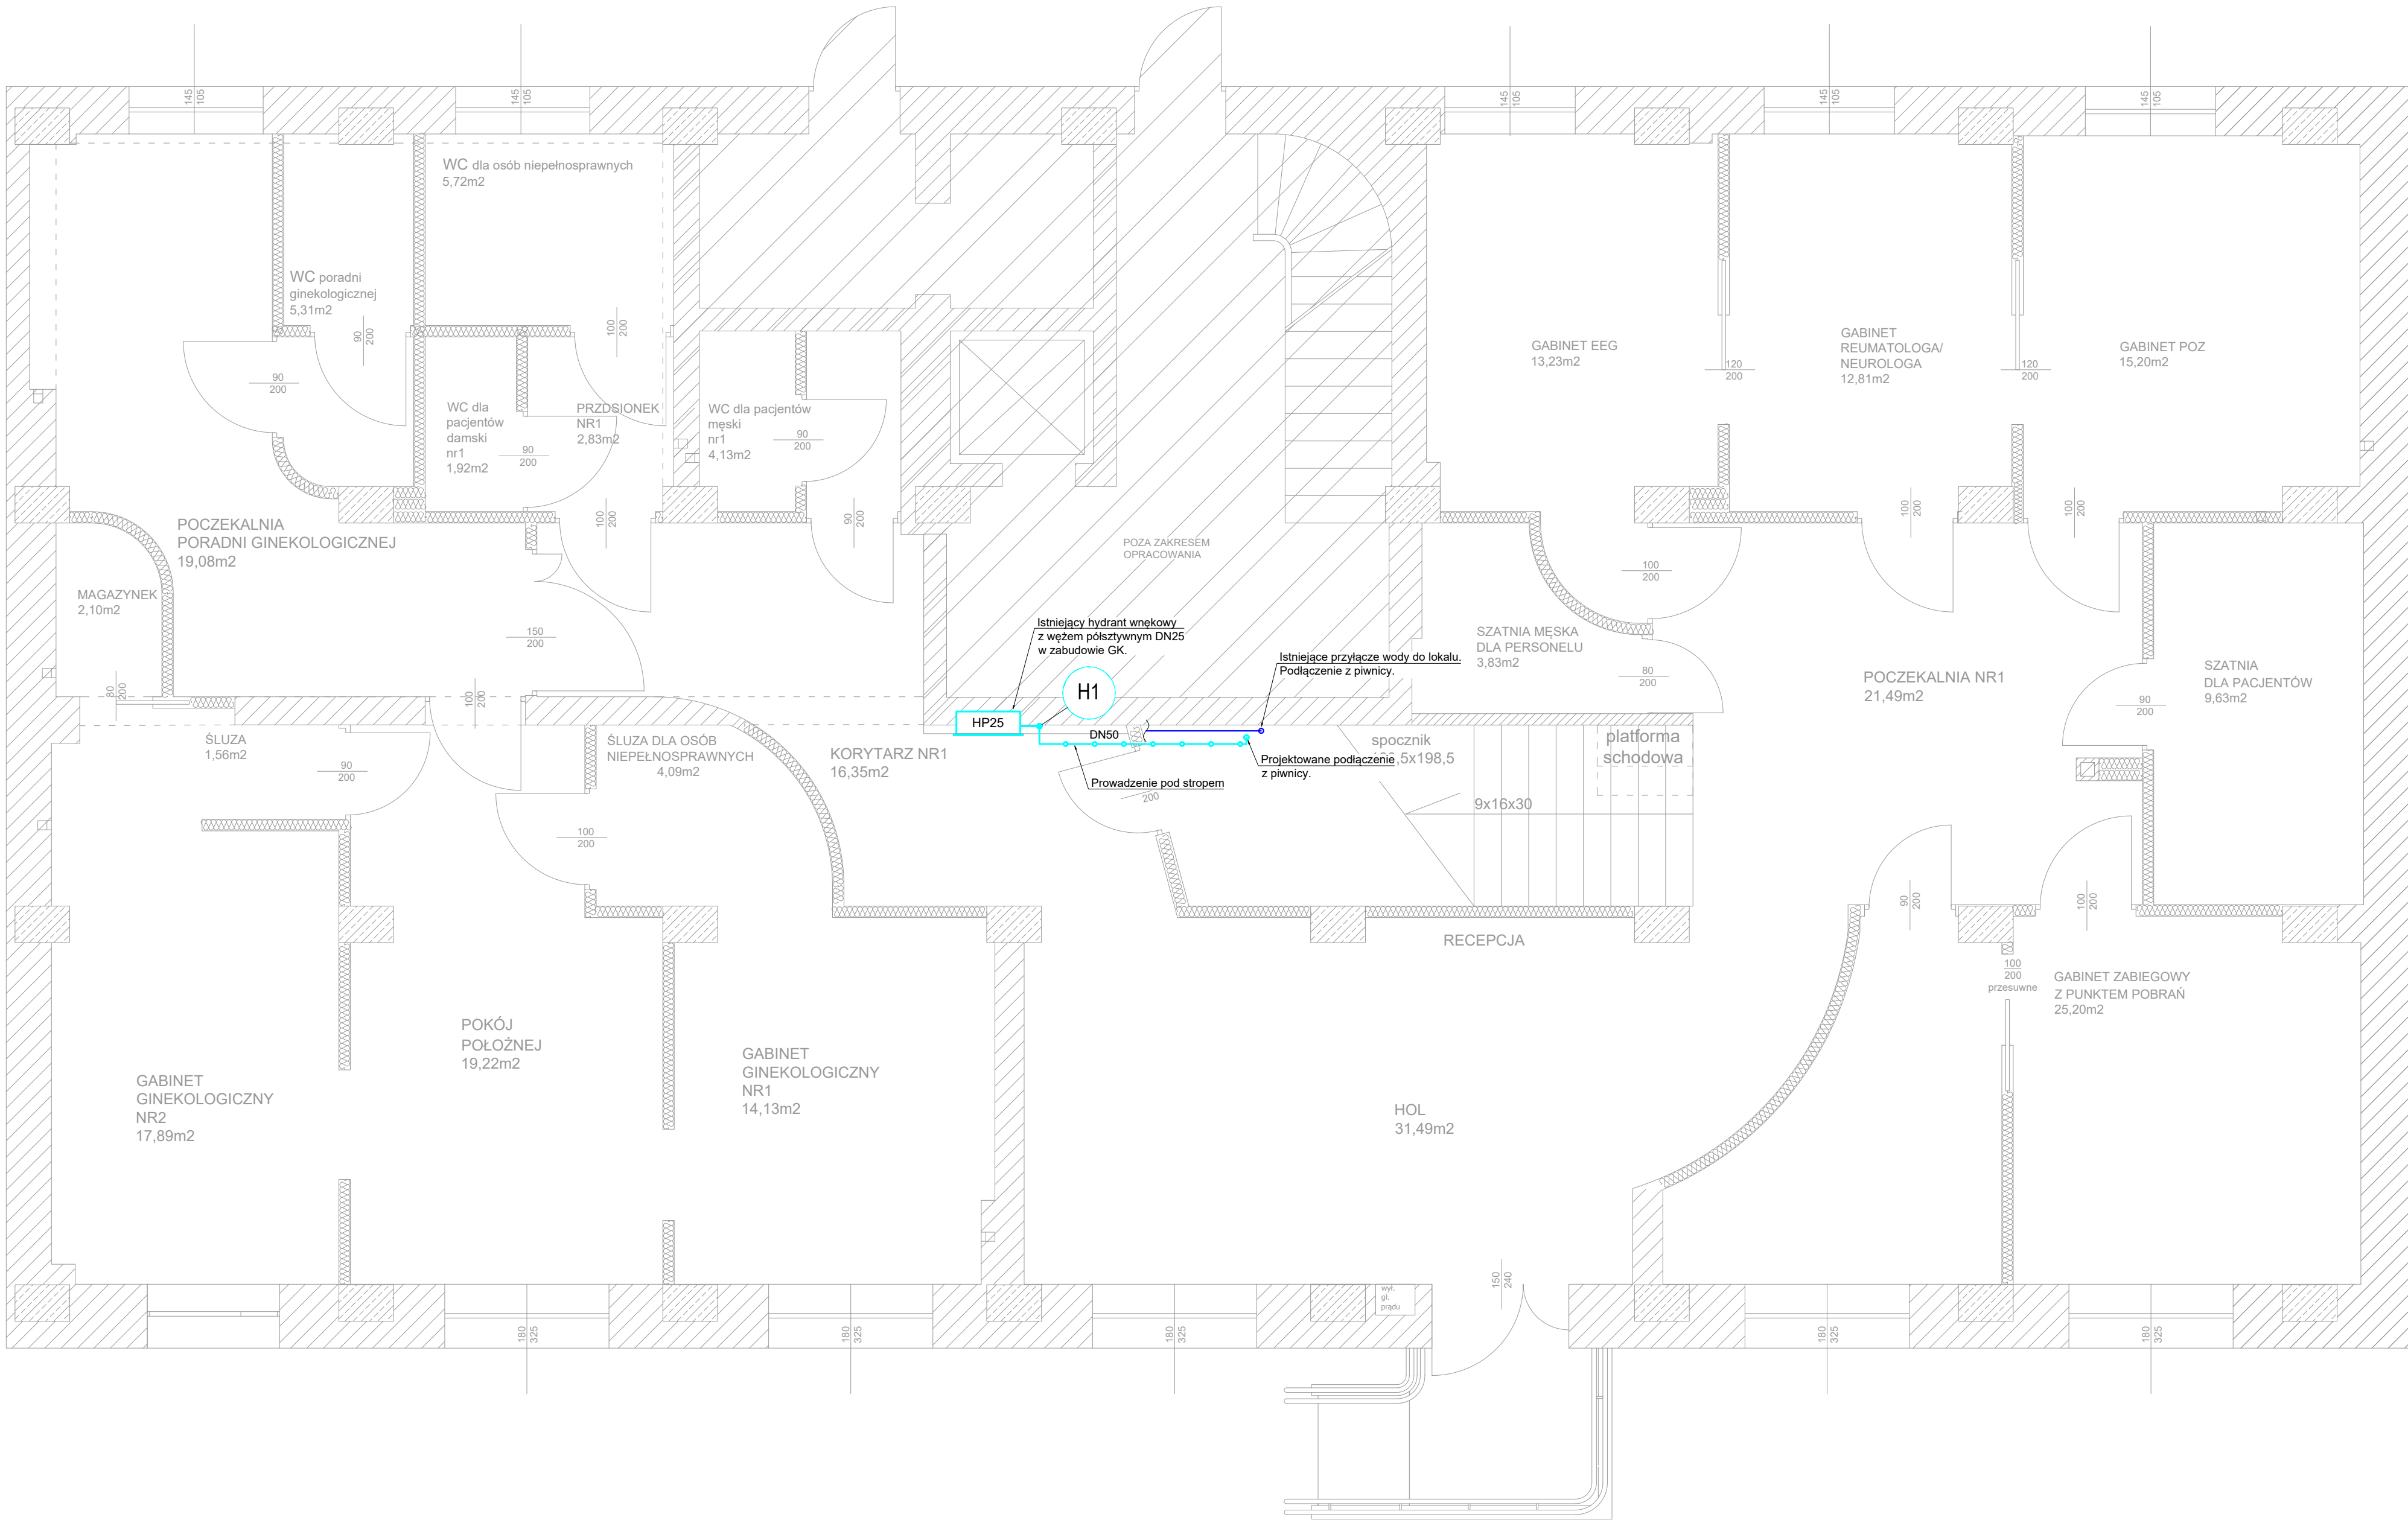 145
105
145
105
145
105
145
105
145
105
WC dla osób niepełnosprawnych
5,72m2
WC poradni
ginekologicznej
5,31m2
90
200
100
200
90
200
WC dla
pacjentów
damski
nr1
1,92m2
PRZDSIONEK
NR1
2,83m2
90
200
WC dla pacjentów
męski
nr1
4,13m2
90
200
GABINET EEG
13,23m2
120
200
GABINET
REUMATOLOGA/
NEUROLOGA
12,81m2
120
200
GABINET POZ
15,20m2
POCZEKALNIA
PORADNI GINEKOLOGICZNEJ
19,08m2
100
200
90
200
100
200
100
200
POZA ZAKRESEM
OPRACOWANIA
100
200
MAGAZYNEK
2,10m2
150
200
Istniejący hydrant wnękowy
z wężem półsztywnym DN25
w zabudowie GK.
H1
Istniejące przyłącze wody do lokalu.
Podłączenie z piwnicy.
SZATNIA MĘSKA
DLA PERSONELU
3,83m2
80
200
POCZEKALNIA NR1
21,49m2
SZATNIA
DLA PACJENTÓW
9,63m2
90
200
80
200
100
200
HP25
DN50
ŚLUZA
1,56m2
90
200
ŚLUZA DLA OSÓB
NIEPEŁNOSPRAWNYCH
4,09m2
KORYTARZ NR1
16,35m2
Prowadzenie pod stropem
200
Projektowane podłączenie
z piwnicy.
spocznik
,5x198,5
platforma
schodowa
9x16x30
100
200
90
200
100
200
RECEPCJA
100
200
przesuwne
GABINET ZABIEGOWY
Z PUNKTEM POBRAŃ
25,20m2
POKÓJ
POŁOŻNEJ
19,22m2
GABINET
GINEKOLOGICZNY
NR1
14,13m2
GABINET
GINEKOLOGICZNY
NR2
17,89m2
HOL
31,49m2
150
240
wył.
gł.
prądu
180
325
180
325
180
325
180
325
180
325